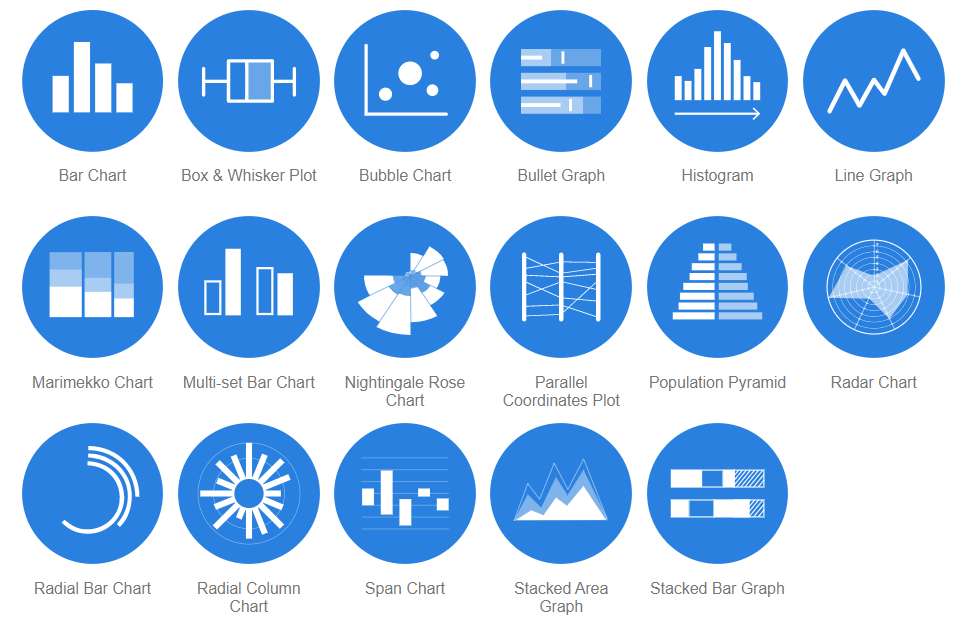 Bar Chart
Box & Whisker Plot
Bubble Chart
Bullet Graph
Histogram
Line Graph
Marimekko Chart
Multi-set Bar Chart
Nightingale Rose
Chart
Parallel
Coordinates Plot
Population Pyramid
Radar Chart
Radial Bar Chart
Radial Column
Chart
Span Chart
Stacked Area
Graph
Stacked Bar Graph